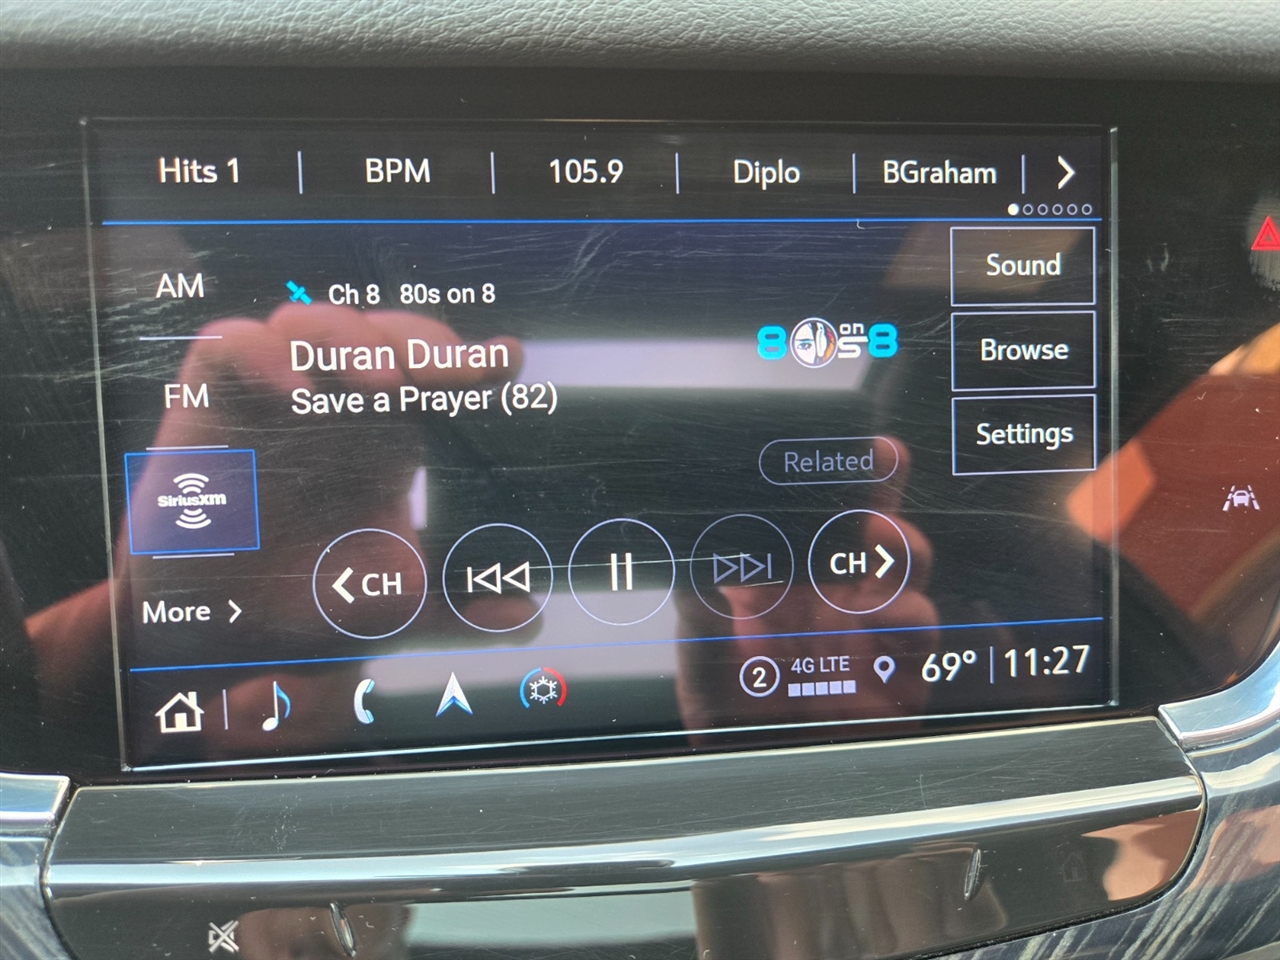 Hits 1 BPM 105.9 Diplo BGraham
AM
FM
SiriusXM
More
Ch 8 80s on 8
Duran Duran
Save a Prayer (82)
8 on 8
Related
Sound
Browse
Settings
CH
CH
2 4G LTE 69° 11:27